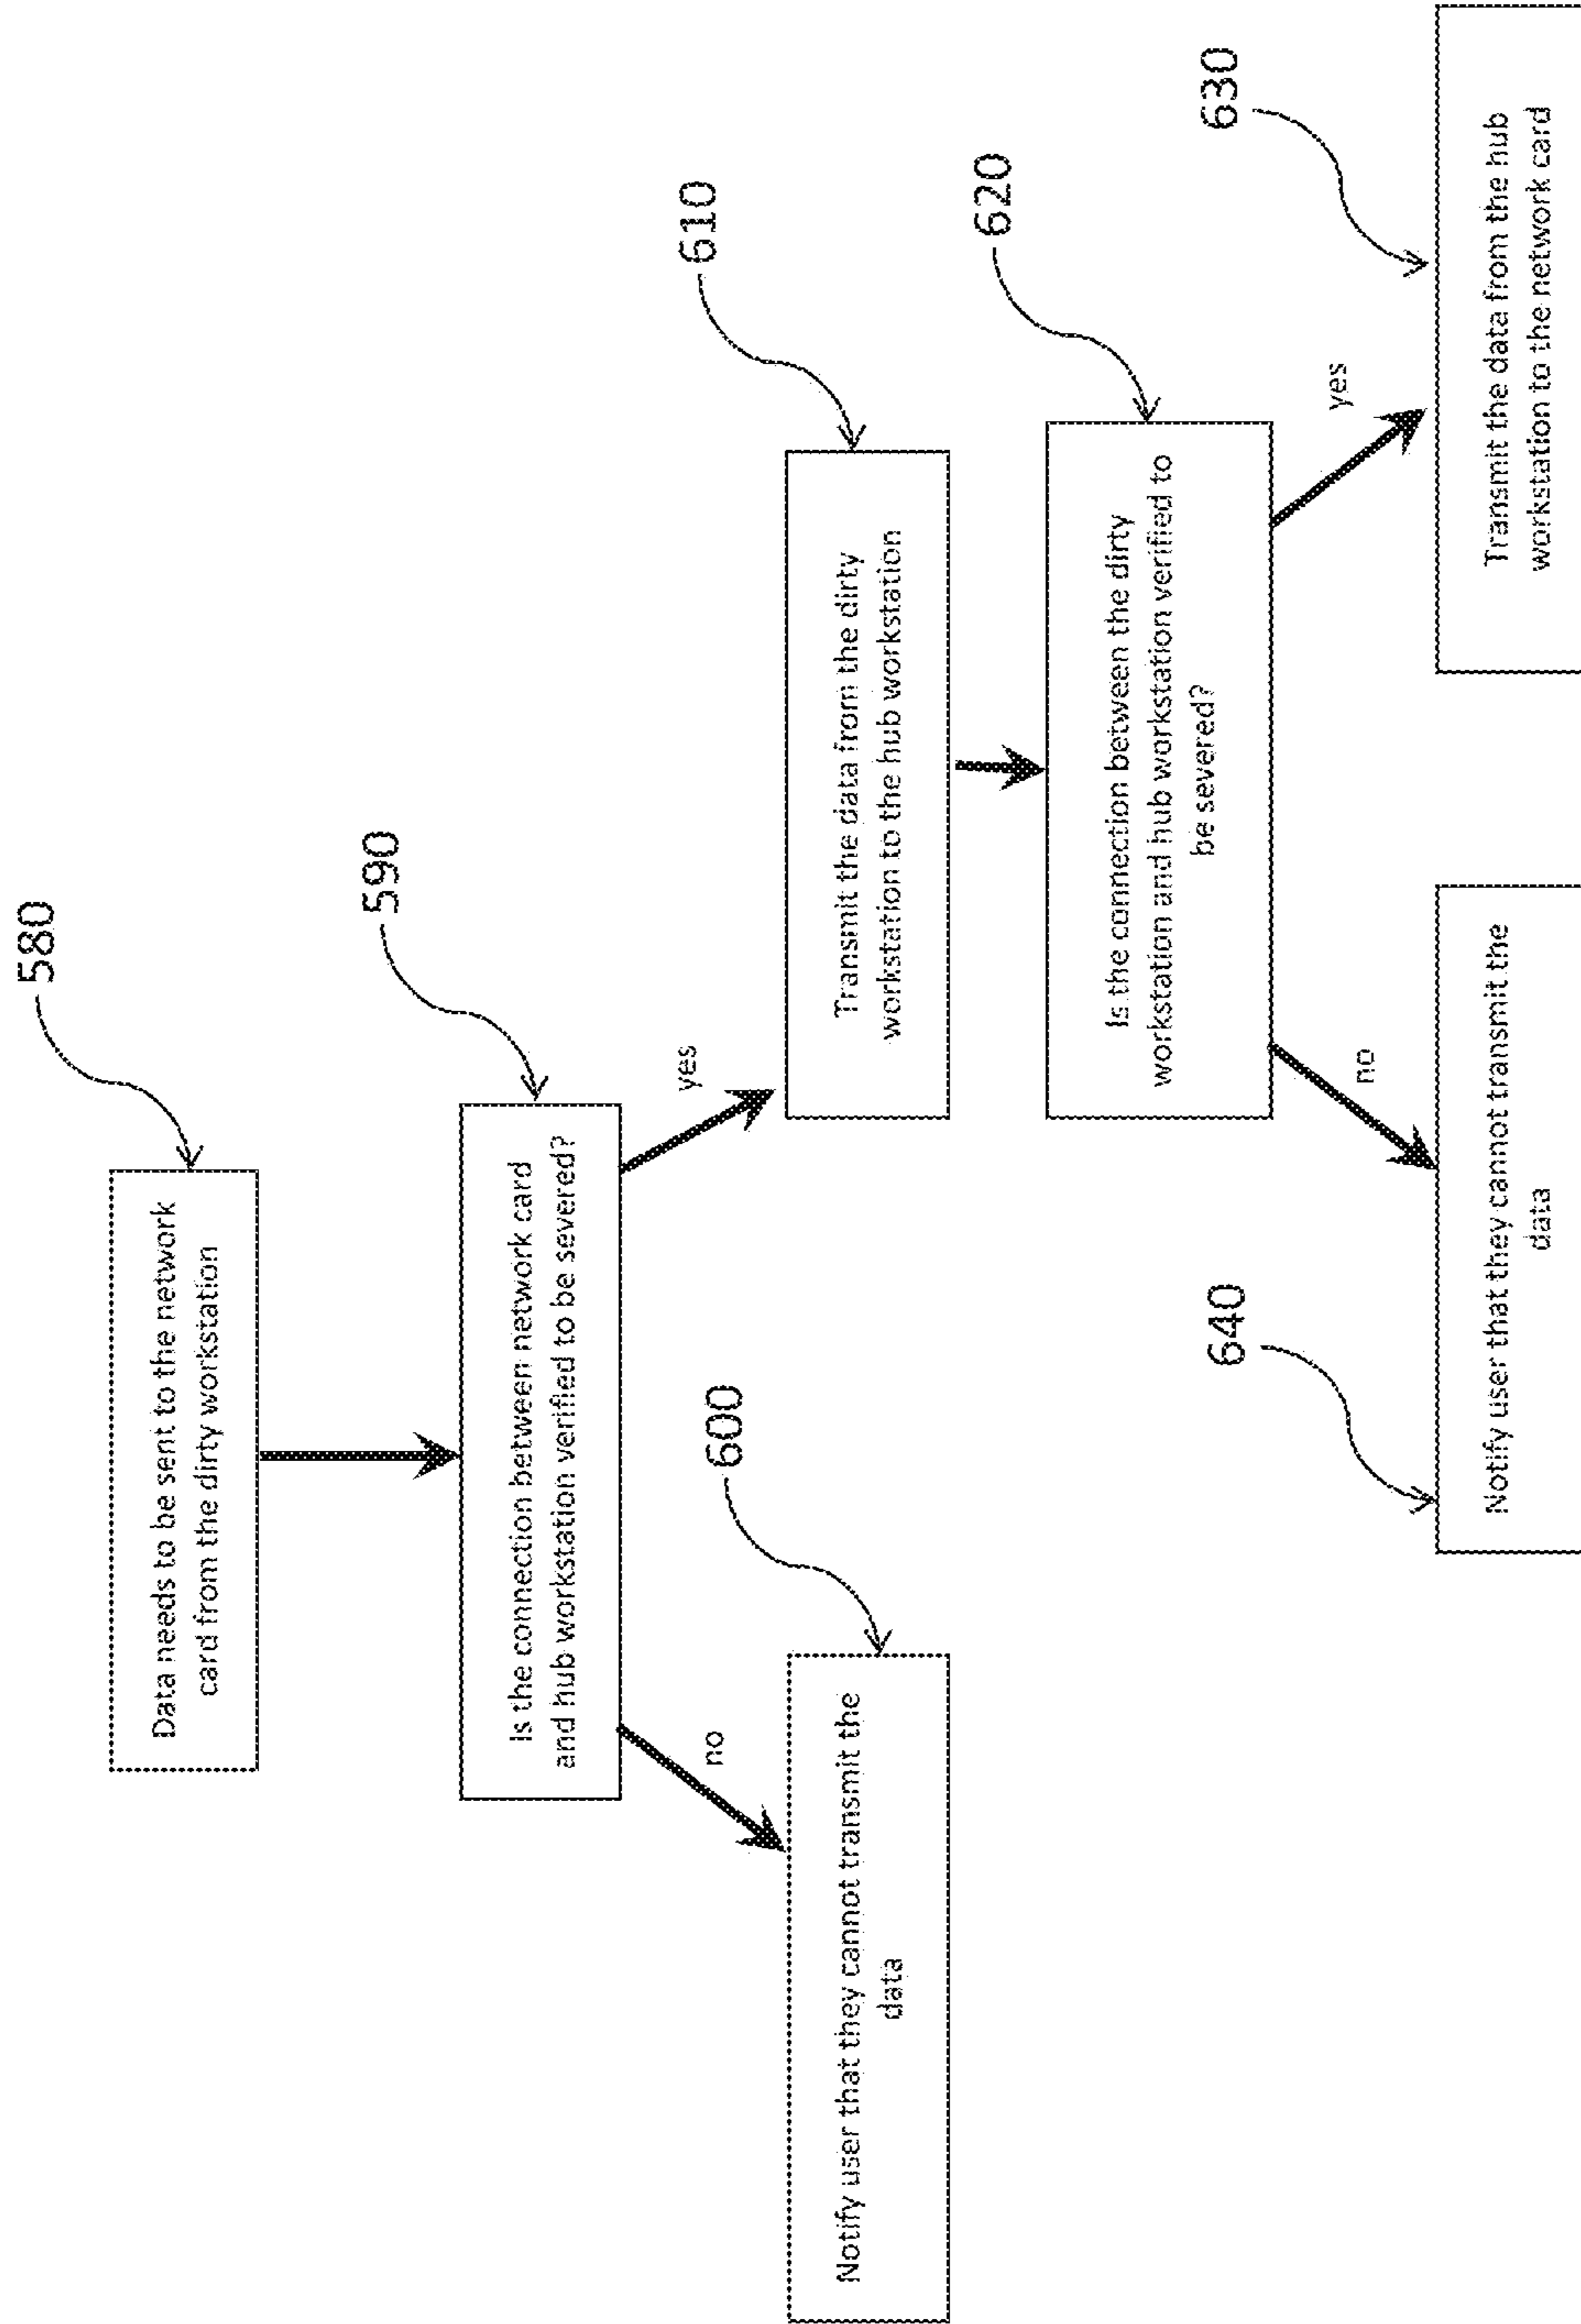 580
Data needs to be sent to the network
card from the dirty workstation
590
Is the connection between network card
and hub workstation verified to be severed?
no
yes
600
Notify user that they cannot transmit the
data
610
Transmit the data from the dirty
workstation to the hub workstation
620
Is the connection between the dirty
workstation and hub workstation verified to
be severed?
no
yes
640
Notify user that they cannot transmit the
data
630
Transmit the data from the hub
workstation to the network card